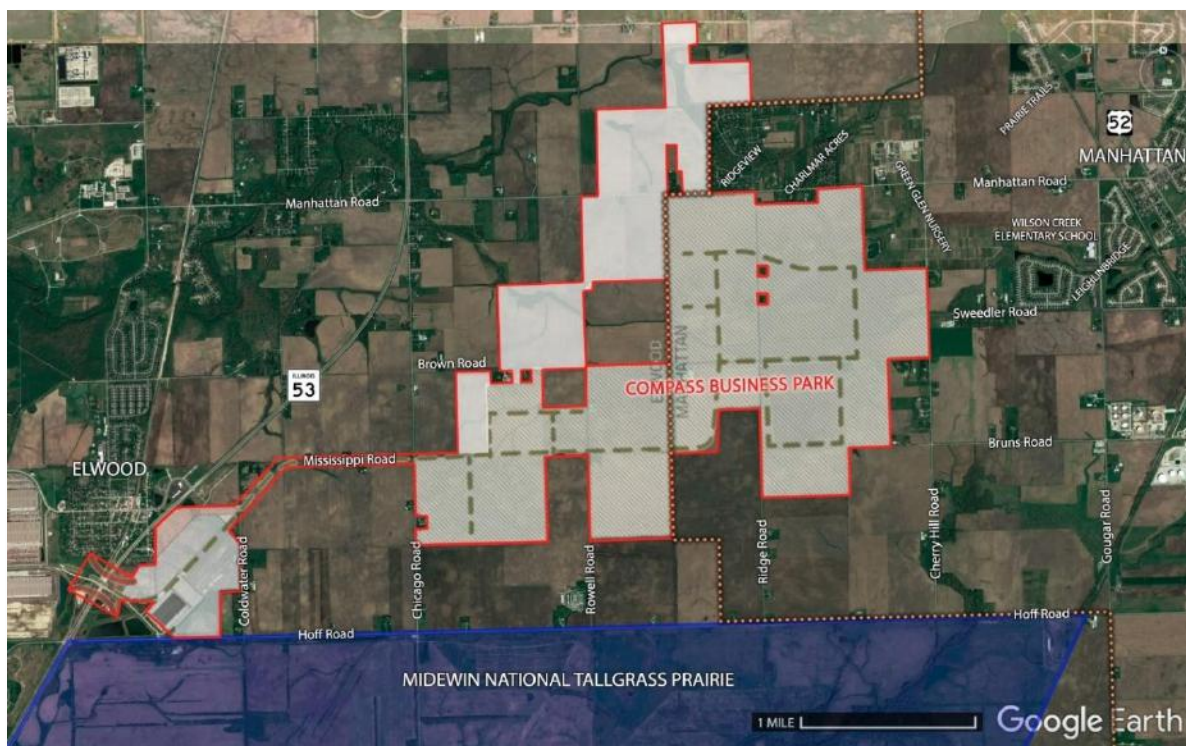 PRAIRIE TRAILS
52
MANHATTAN
RIDGEVIEW
CHARLMAR ACRES
GREEN GLEN NURSERY
Manhattan Road
Manhattan Road
WILSON CREEK
ELEMENTARY SCHOOL
LEIGHLINBRIDGE
Sweedler Road
ELWOOD
MANHATTAN
Brown Road
ILLINOIS
53
COMPASS BUSINESS PARK
Bruns Road
ELWOOD
Mississippi Road
Coldwater Road
Chicago Road
Rowell Road
Ridge Road
Cherry Hill Road
Gougar Road
Hoff Road
Hoff Road
MIDEWIN NATIONAL TALLGRASS PRAIRIE
1 MILE
Google Earth